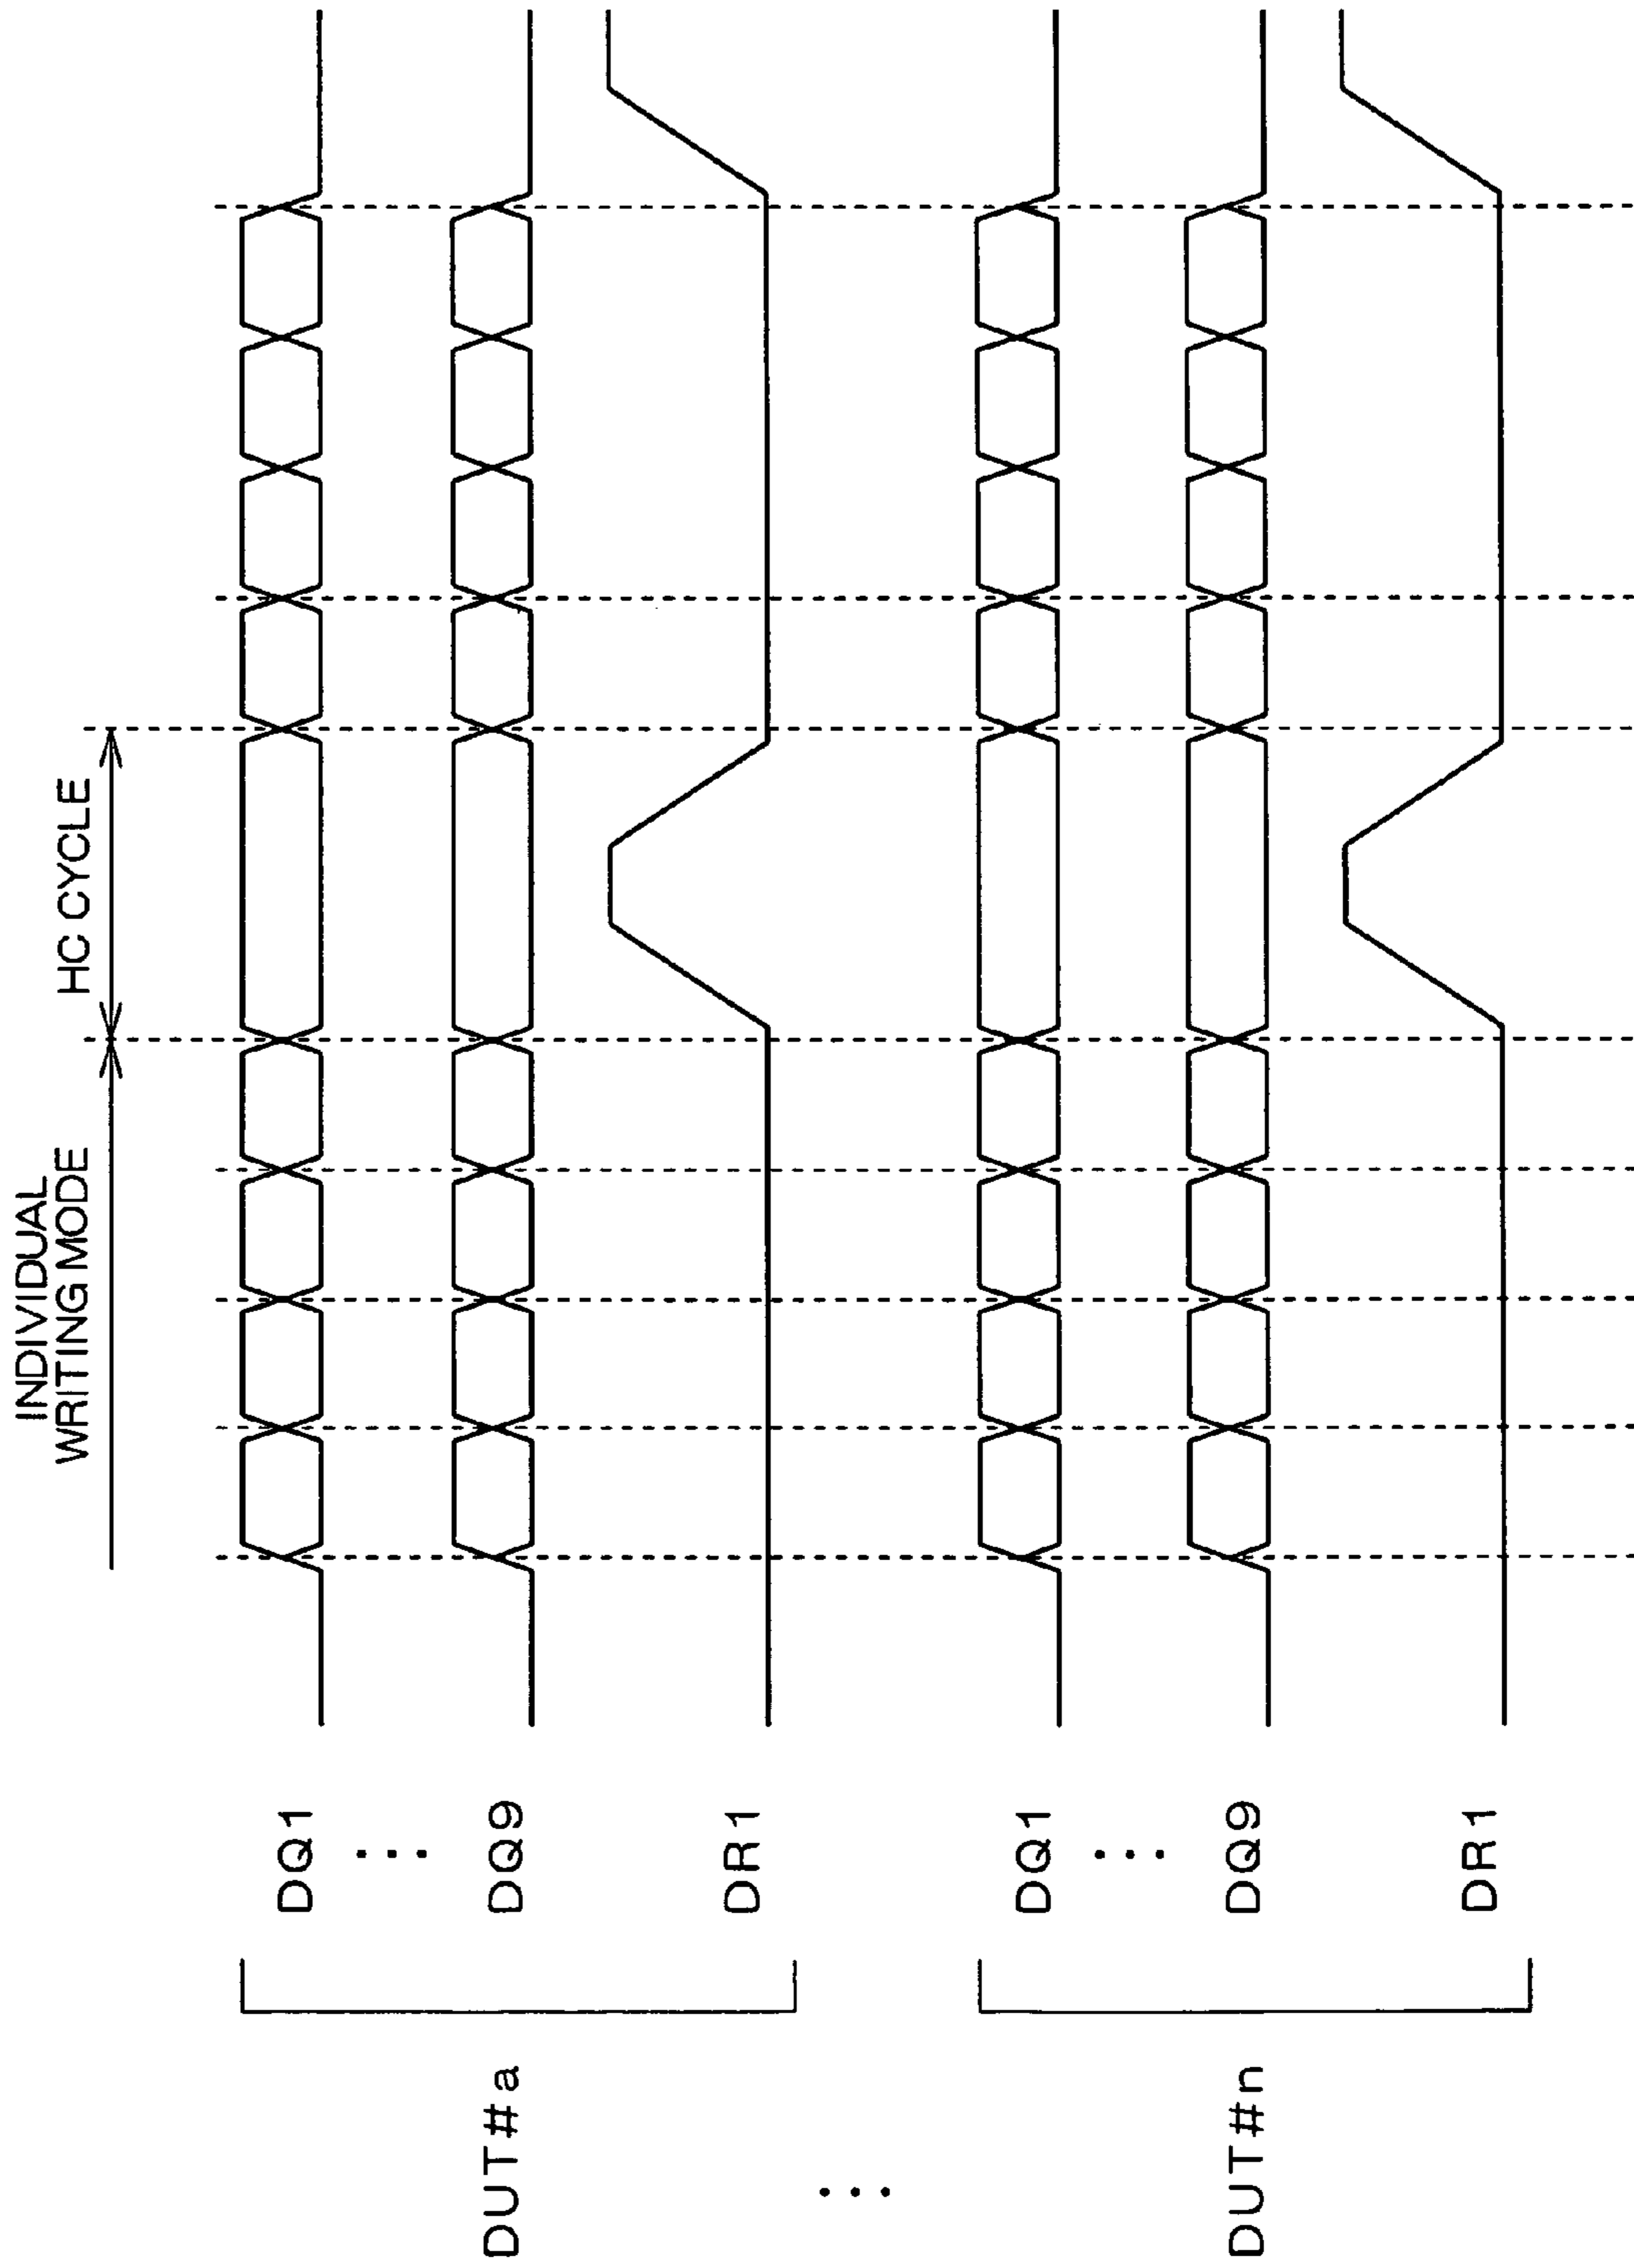 INDIVIDUAL
WRITING MODE
HC CYCLE
DUT#a
DQ1
...
DQ9
DR1
...
DUT#n
DQ1
...
DQ9
DR1